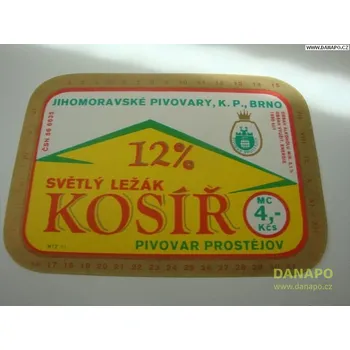 WWW.DANAPO.CZ
JIHOMORAVSKÉ PIVOVARY, K. P., BRNO
ČSN 56 6635
12%
SVĚTLÝ LEŽÁK
KOSÍŘ
MC
4,-
Kčs
PIVOVAR PROSTĚJOV
DANAPO
www.danapo.cz